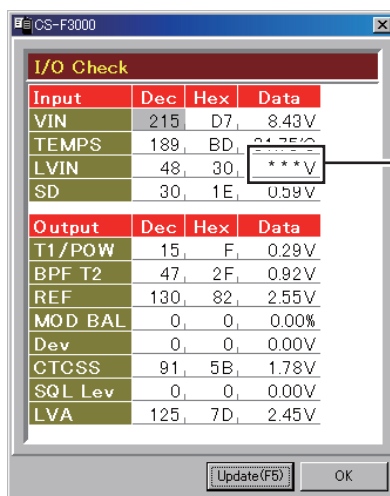 CS-F3000
I/O Check
Input Dec Hex Data
VIN 215 D7 8.43V
TEMPS 189 BD
LVIN 48 30 ***V
SD 30 1E 0.59V
Output Dec Hex Data
T1/POW 15 F 0.29V
BPF T2 47 2F 0.92V
REF 130 82 2.55V
MOD BAL 0 0 0.00%
Dev 0 0 0.00V
CTCSS 91 5B 1.78V
SQL Lev 0 0 0.00V
LVA 125 7D 2.45V
Update(F5) OK